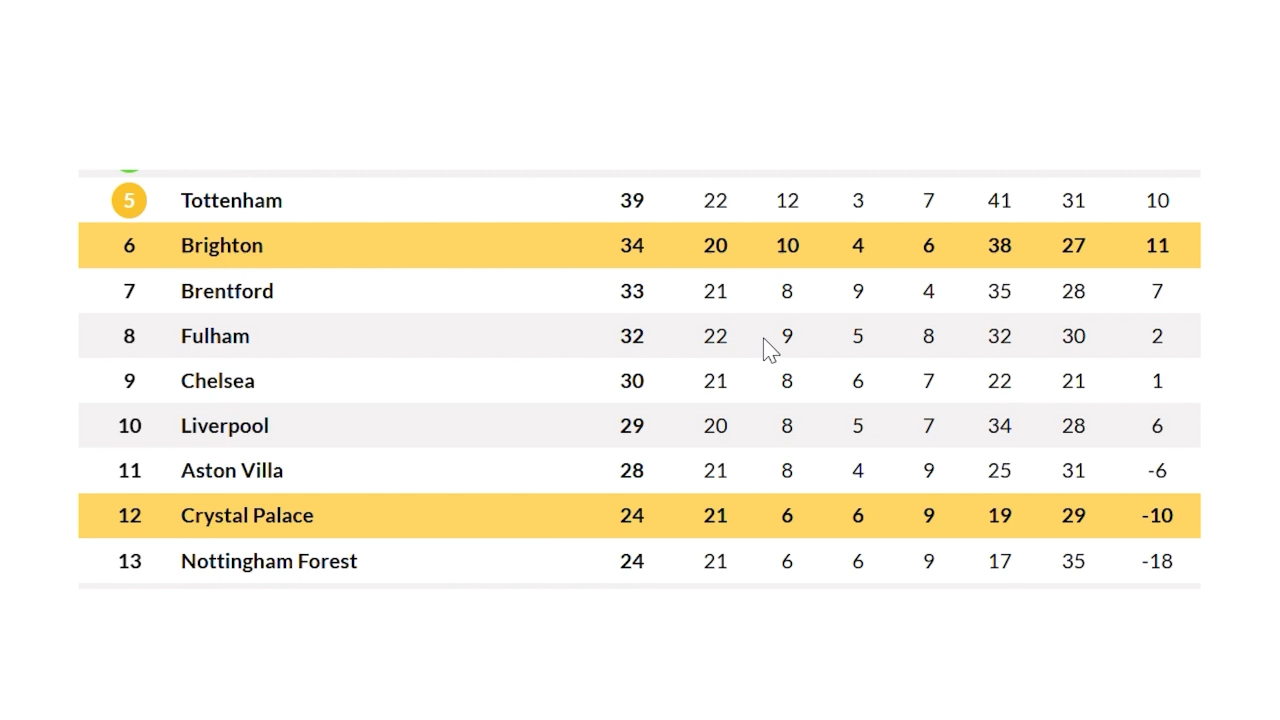 5 Tottenham 39 22 12 3 7 41 31 10
6 Brighton 34 20 10 4 6 38 27 11
7 Brentford 33 21 8 9 4 35 28 7
8 Fulham 32 22 9 5 8 32 30 2
9 Chelsea 30 21 8 6 7 22 21 1
10 Liverpool 29 20 8 5 7 34 28 6
11 Aston Villa 28 21 8 4 9 25 31 -6
12 Crystal Palace 24 21 6 6 9 19 29 -10
13 Nottingham Forest 24 21 6 6 9 17 35 -18